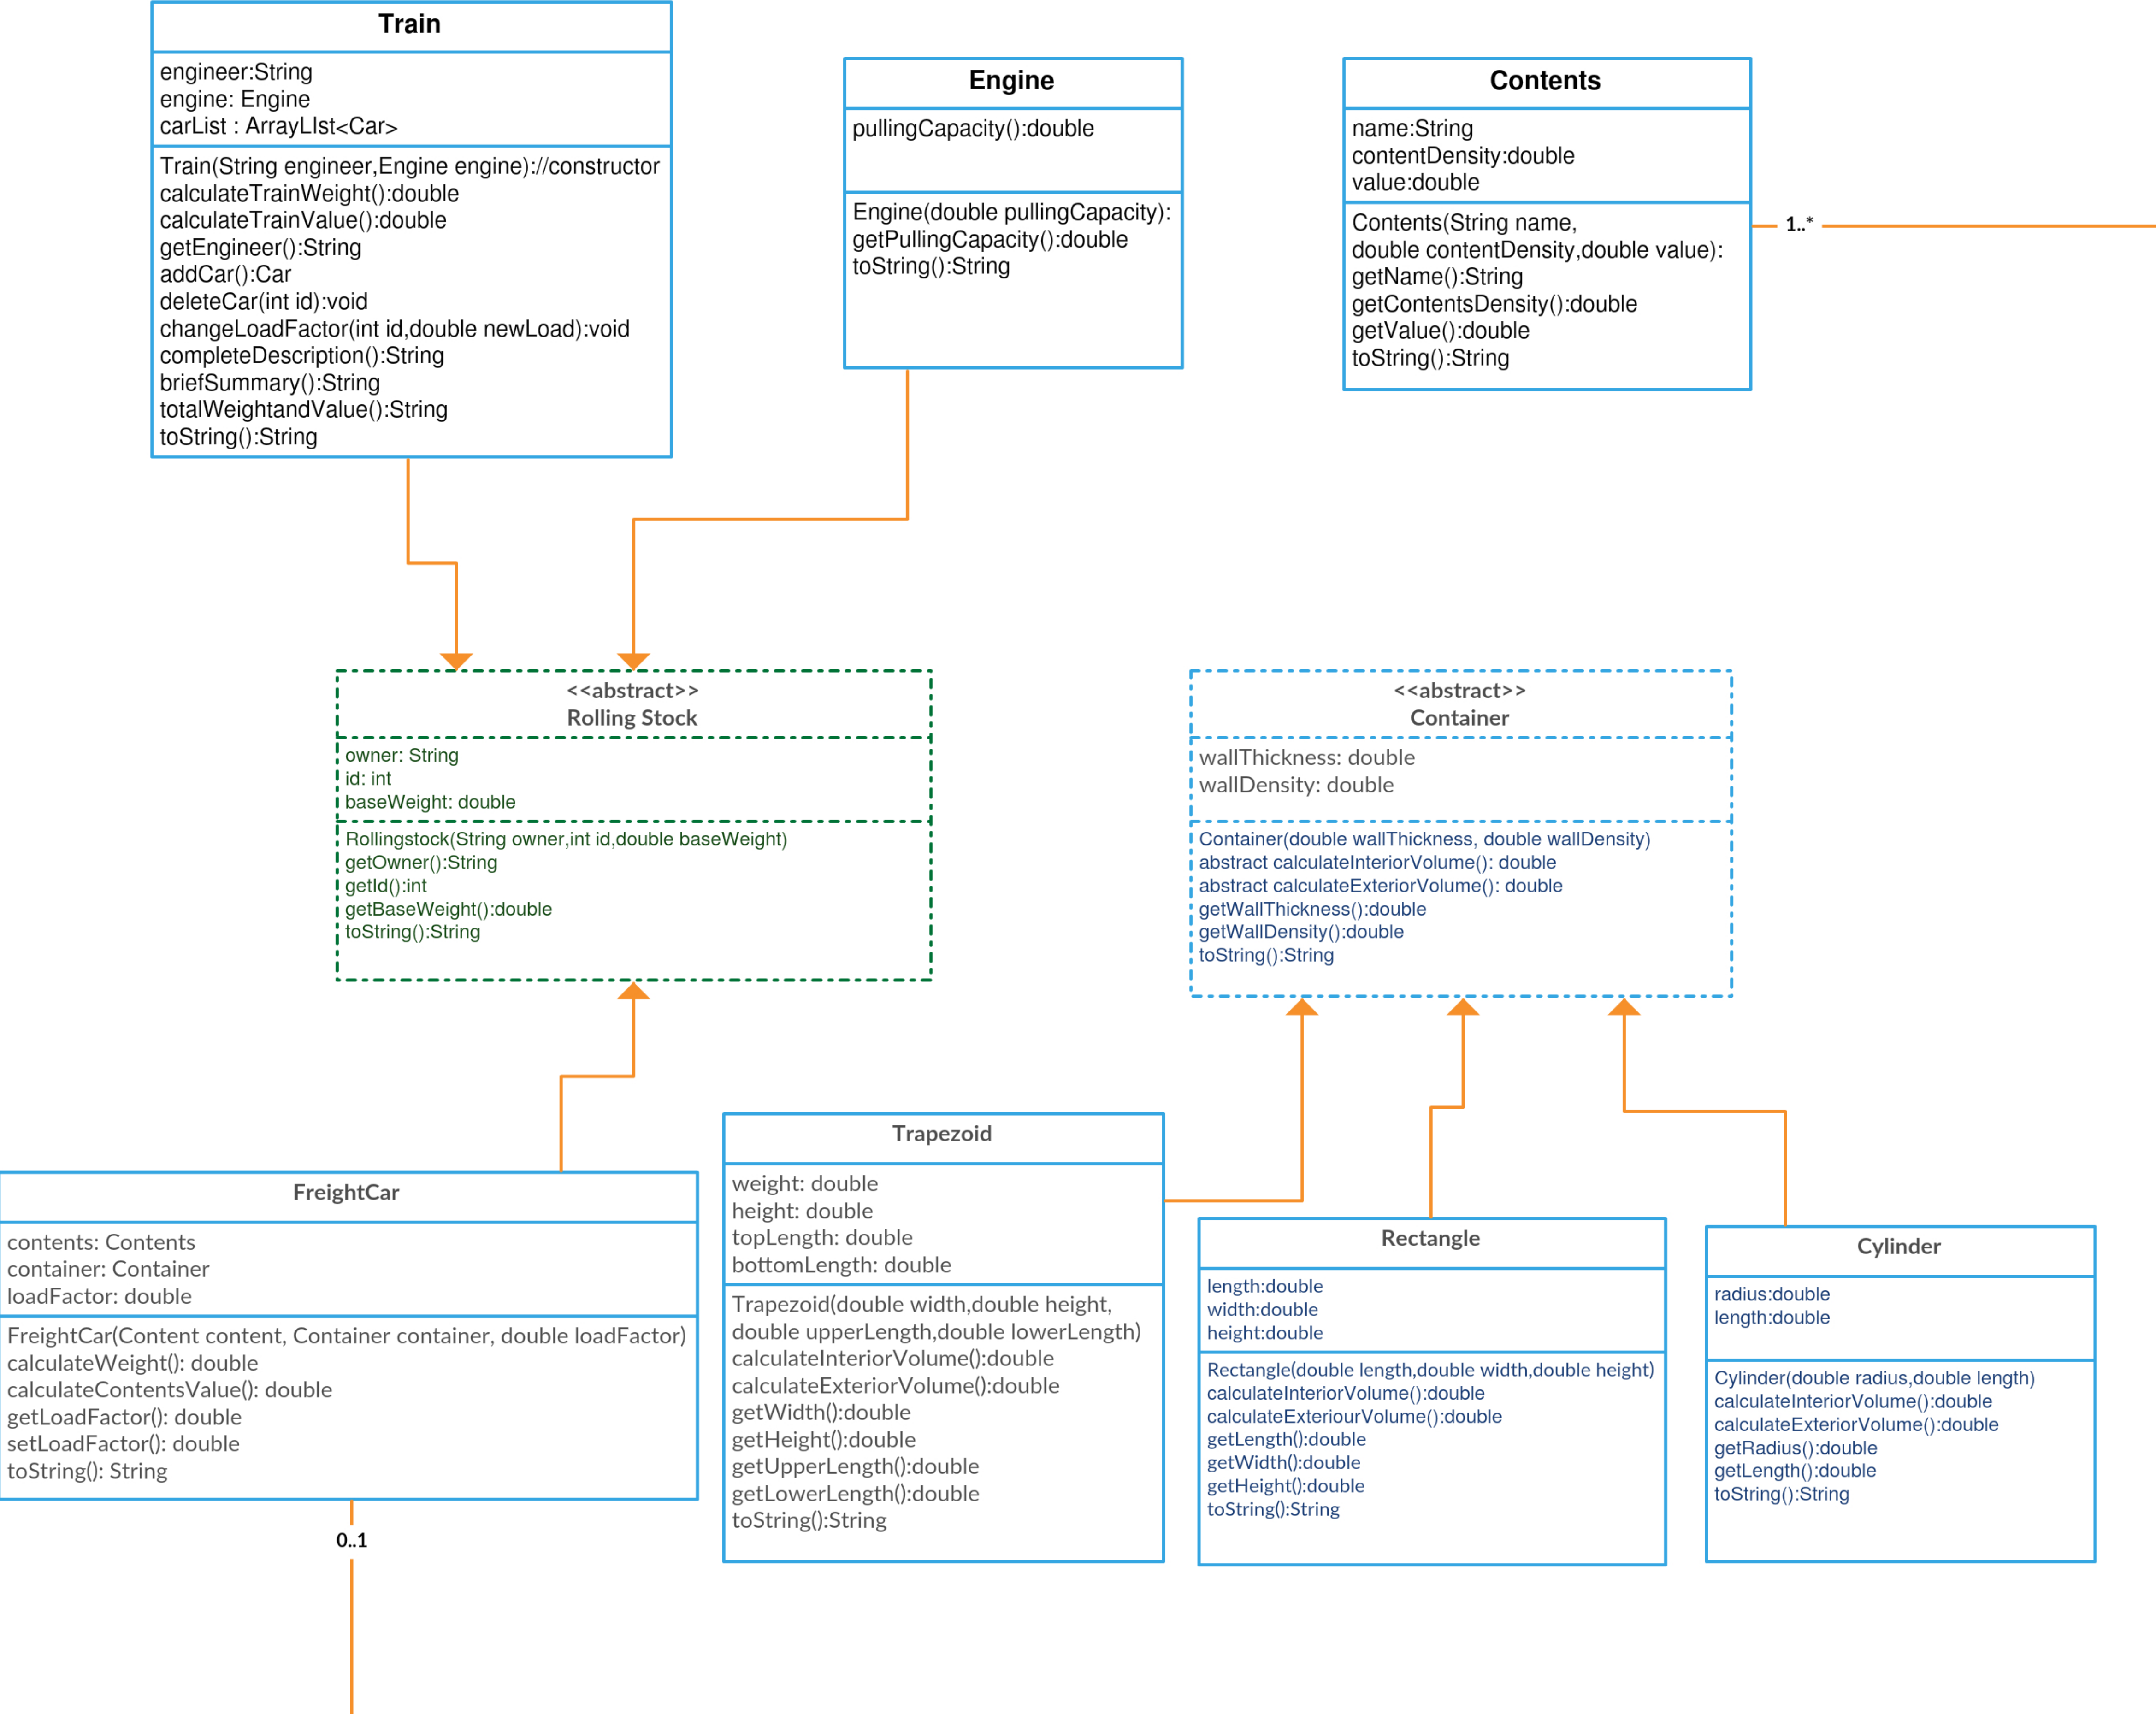 Train
engineer:String
engine: Engine
carList : ArrayLIst<Car>
Train(String engineer,Engine engine)://constructor
calculateTrainWeight():double
calculateTrainValue():double
getEngineer():String
addCar():Car
deleteCar(int id):void
changeLoadFactor(int id,double newLoad):void
completeDescription():String
briefSummary():String
totalWeightandValue():String
toString():String
Engine
pullingCapacity():double
Engine(double pullingCapacity):
getPullingCapacity():double
toString():String
Contents
name:String
contentDensity:double
value:double
Contents(String name,
double contentDensity,double value):
getName():String
getContentsDensity():double
getValue():double
toString():String
1..*
<<abstract>>
Rolling Stock
owner: String
id: int
baseWeight: double
Rollingstock(String owner,int id,double baseWeight)
getOwner():String
getId():int
getBaseWeight():double
toString():String
<<abstract>>
Container
wallThickness: double
wallDensity: double
Container(double wallThickness, double wallDensity)
abstract calculateInteriorVolume(): double
abstract calculateExteriorVolume(): double
getWallThickness():double
getWallDensity():double
toString():String
FreightCar
contents: Contents
container: Container
loadFactor: double
FreightCar(Content content, Container container, double loadFactor)
calculateWeight(): double
calculateContentsValue(): double
getLoadFactor(): double
setLoadFactor(): double
toString(): String
0..1
Trapezoid
weight: double
height: double
topLength: double
bottomLength: double
Trapezoid(double width,double height,
double upperLength,double lowerLength)
calculateInteriorVolume():double
calculateExteriorVolume():double
getWidth():double
getHeight():double
getUpperLength():double
getLowerLength():double
toString():String
Rectangle
length:double
width:double
height:double
Rectangle(double length,double width,double height)
calculateInteriorVolume():double
calculateExteriourVolume():double
getLength():double
getWidth():double
getHeight():double
toString():String
Cylinder
radius:double
length:double
Cylinder(double radius,double length)
calculateInteriorVolume():double
calculateExteriorVolume():double
getRadius():double
getLength():double
toString():String